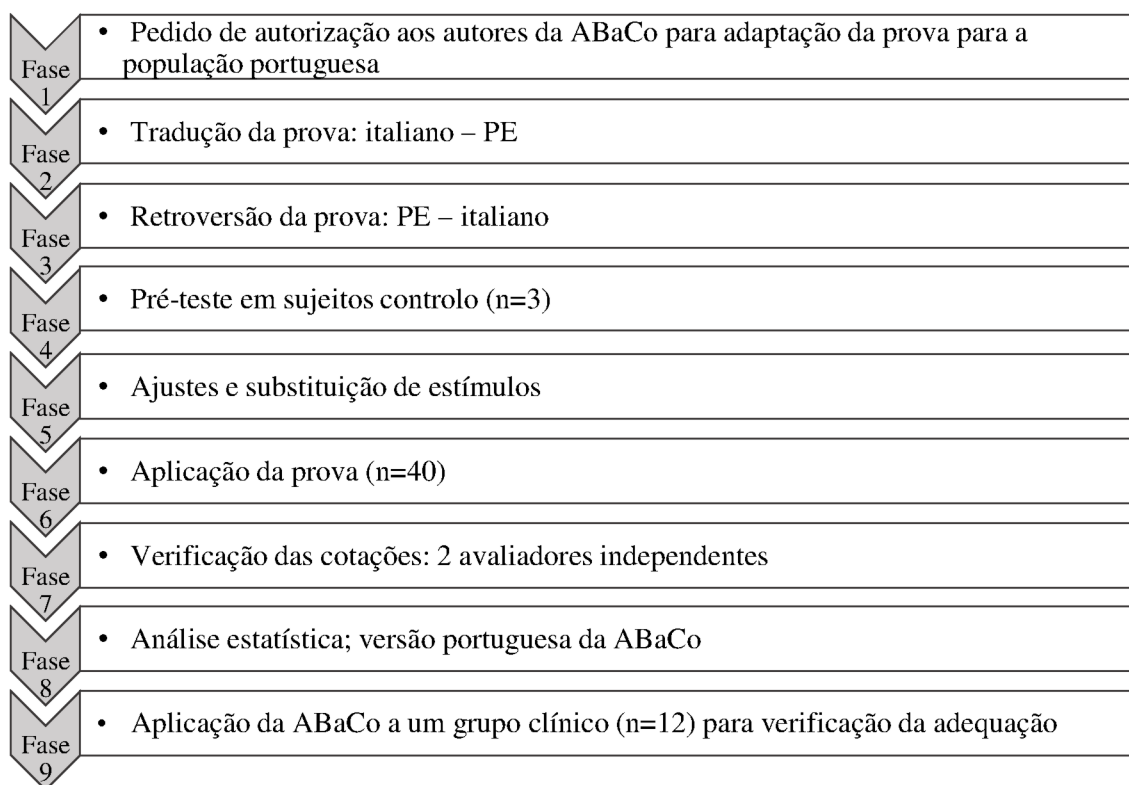 Fase 1
• Pedido de autorização aos autores da ABaCo para adaptação da prova para a
população portuguesa
Fase 2
• Tradução da prova: italiano – PE
Fase 3
• Retroversão da prova: PE – italiano
Fase 4
• Pré-teste em sujeitos controlo (n=3)
Fase 5
• Ajustes e substituição de estímulos
Fase 6
• Aplicação da prova (n=40)
Fase 7
• Verificação das cotações: 2 avaliadores independentes
Fase 8
• Análise estatística; versão portuguesa da ABaCo
Fase 9
• Aplicação da ABaCo a um grupo clínico (n=12) para verificação da adequação